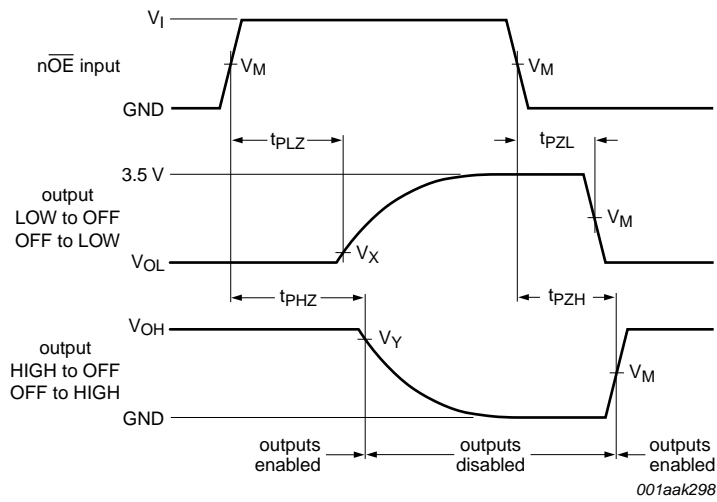 VI
nOE input
VM
VM
GND
tPLZ
tPZL
3.5 V
output
LOW to OFF
OFF to LOW
VM
VX
VOL
tPHZ
tPZH
VOH
output
HIGH to OFF
OFF to HIGH
VY
VM
GND
outputs
enabled
outputs
disabled
outputs
enabled
001aak298